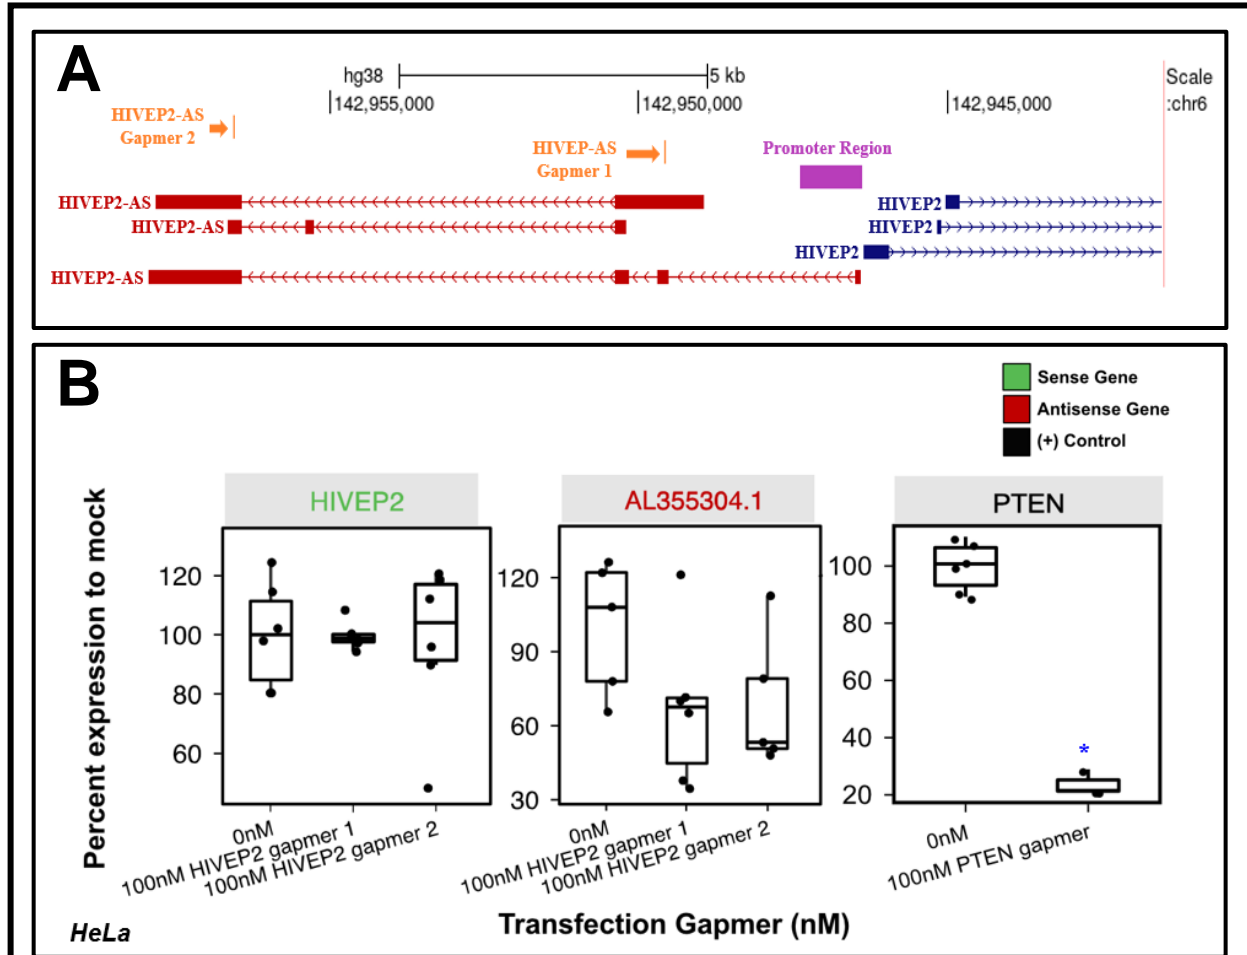 A
hg38 5 kb Scale
142,955,000 142,950,000 142,945,000 :chr6
HIVEP2-AS
Gapmer 2
HIVEP-AS
Gapmer 1
Promoter Region
HIVEP2-AS HIVEP2
HIVEP2-AS HIVEP2
HIVEP2
HIVEP2-AS
B
Sense Gene
Antisense Gene
(+) Control
Percent expression to mock
HIVEP2
120
100
80
60
0nM
100nM HIVEP2 gapmer 1
100nM HIVEP2 gapmer 2
AL355304.1
120
90
60
30
0nM
100nM HIVEP2 gapmer 1
100nM HIVEP2 gapmer 2
PTEN
100
80
60
40
20
*
0nM
100nM PTEN gapmer
Transfection Gapmer (nM)
HeLa